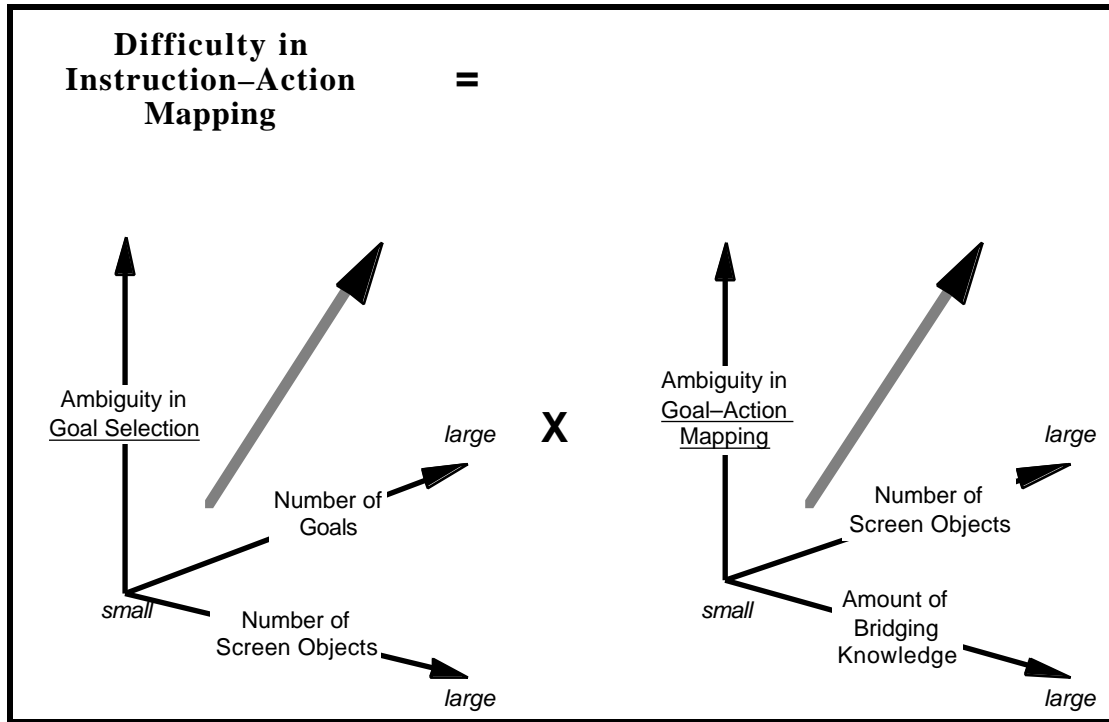 Difficulty in
Instruction–Action
Mapping
=
Ambiguity in
Goal Selection
large
Number of
Goals
small
Number of
Screen Objects
large
X
Ambiguity in
Goal–Action
Mapping
large
Number of
Screen Objects
small
Amount of
Bridging
Knowledge
large